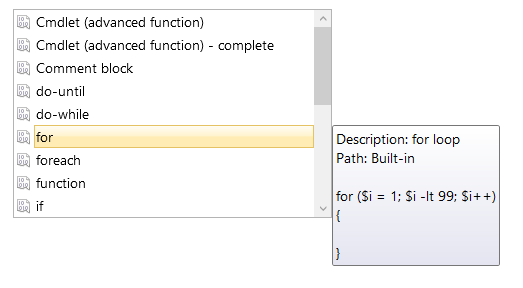 Cmdlet (advanced function)
Cmdlet (advanced function) - complete
Comment block
do-until
do-while
for
foreach
function
if
Description: for loop
Path: Built-in
for ($i = 1; $i -lt 99; $i++)
{
}